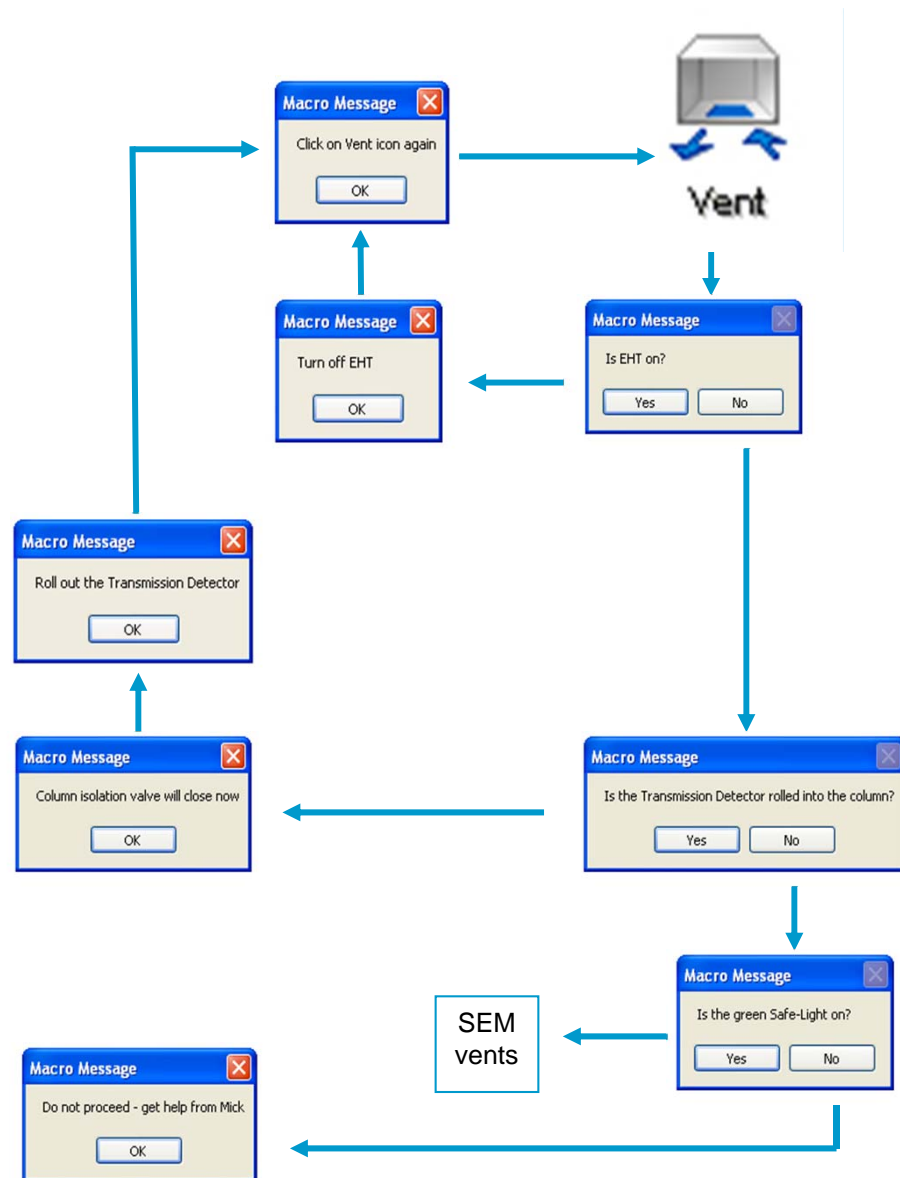 Macro Message
Click on Vent icon again
OK
Vent
Macro Message
Turn off EHT
OK
Macro Message
Is EHT on?
Yes No
Macro Message
Roll out the Transmission Detector
OK
Macro Message
Column isolation valve will close now
OK
Macro Message
Is the Transmission Detector rolled into the column?
Yes No
Macro Message
Is the green Safe-Light on?
Yes No
SEM
vents
Macro Message
Do not proceed - get help from Mick
OK